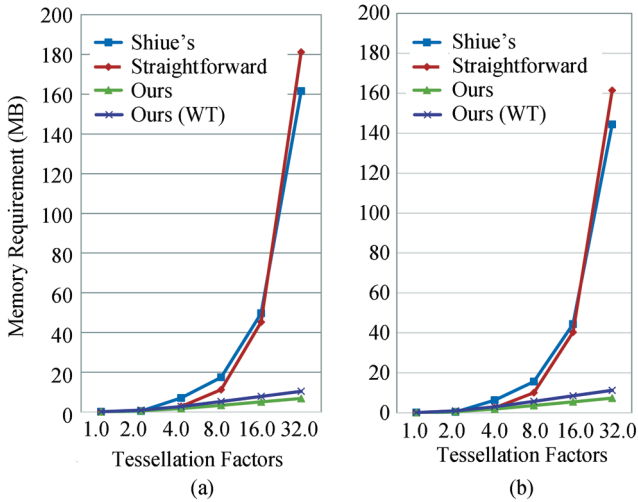 Memory Requirement (MB)
200
180
160
140
120
100
80
60
40
20
0
Shiue's
Straightforward
Ours
Ours (WT)
1.0 2.0 4.0 8.0 16.0 32.0
Tessellation Factors
(a)
200
180
160
140
120
100
80
60
40
20
0
Shiue's
Straightforward
Ours
Ours (WT)
1.0 2.0 4.0 8.0 16.0 32.0
Tessellation Factors
(b)